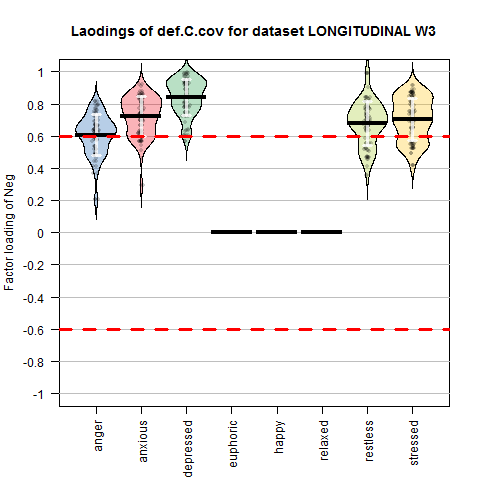 Laodings of def.C.cov for dataset LONGITUDINAL W3
Factor loading of Neg
1
0.8
0.6
0.4
0.2
0
-0.2
-0.4
-0.6
-0.8
-1
anger
anxious
depressed
euphoric
happy
relaxed
restless
stressed